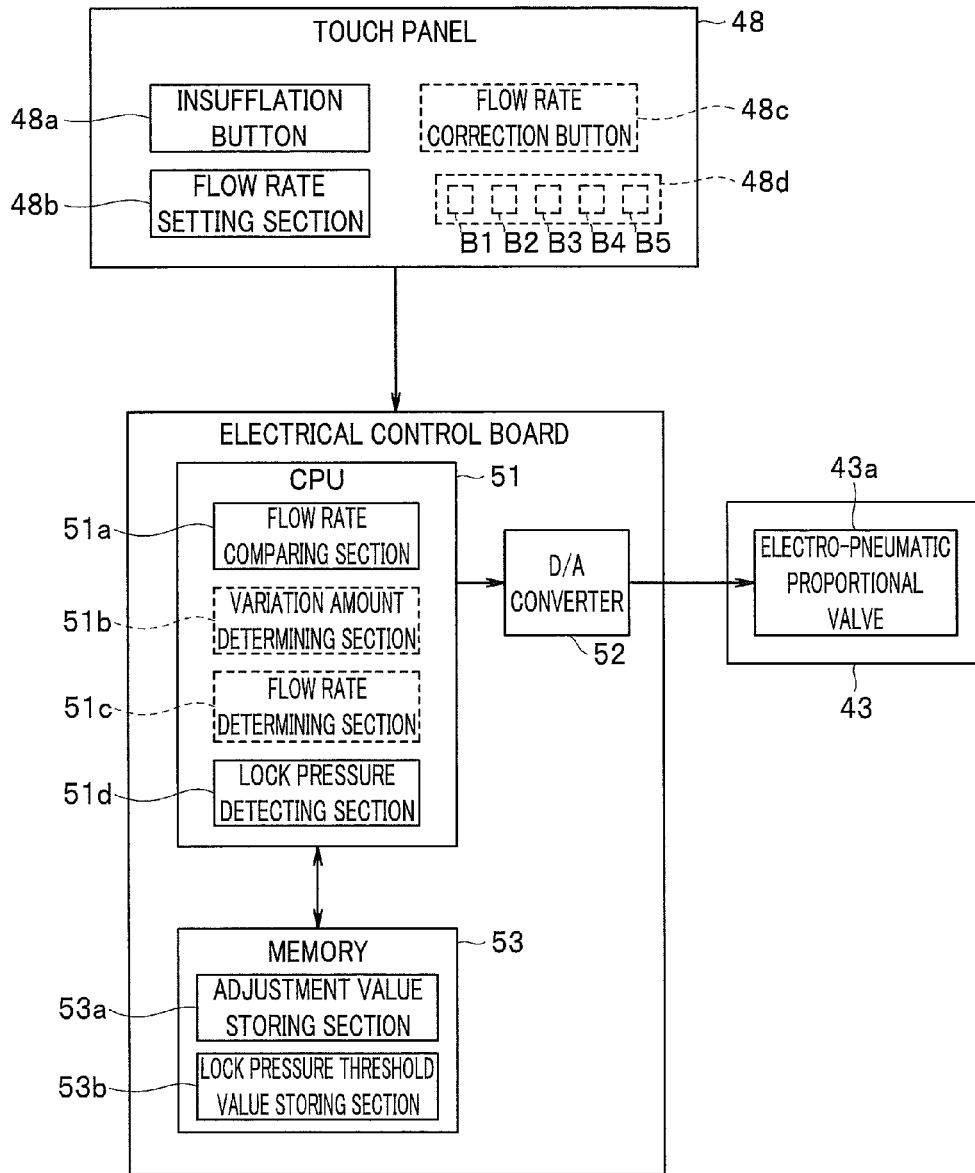 TOUCH PANEL
48
48a
INSUFFLATION
BUTTON
FLOW RATE
CORRECTION BUTTON
48c
48b
FLOW RATE
SETTING SECTION
48d
B1 B2 B3 B4 B5
ELECTRICAL CONTROL BOARD
CPU
51
51a
FLOW RATE
COMPARING SECTION
51b
VARIATION AMOUNT
DETERMINING SECTION
51c
FLOW RATE
DETERMINING SECTION
51d
LOCK PRESSURE
DETECTING SECTION
D/A
CONVERTER
52
43a
ELECTRO-PNEUMATIC
PROPORTIONAL
VALVE
43
MEMORY
53
53a
ADJUSTMENT VALUE
STORING SECTION
53b
LOCK PRESSURE THRESHOLD
VALUE STORING SECTION